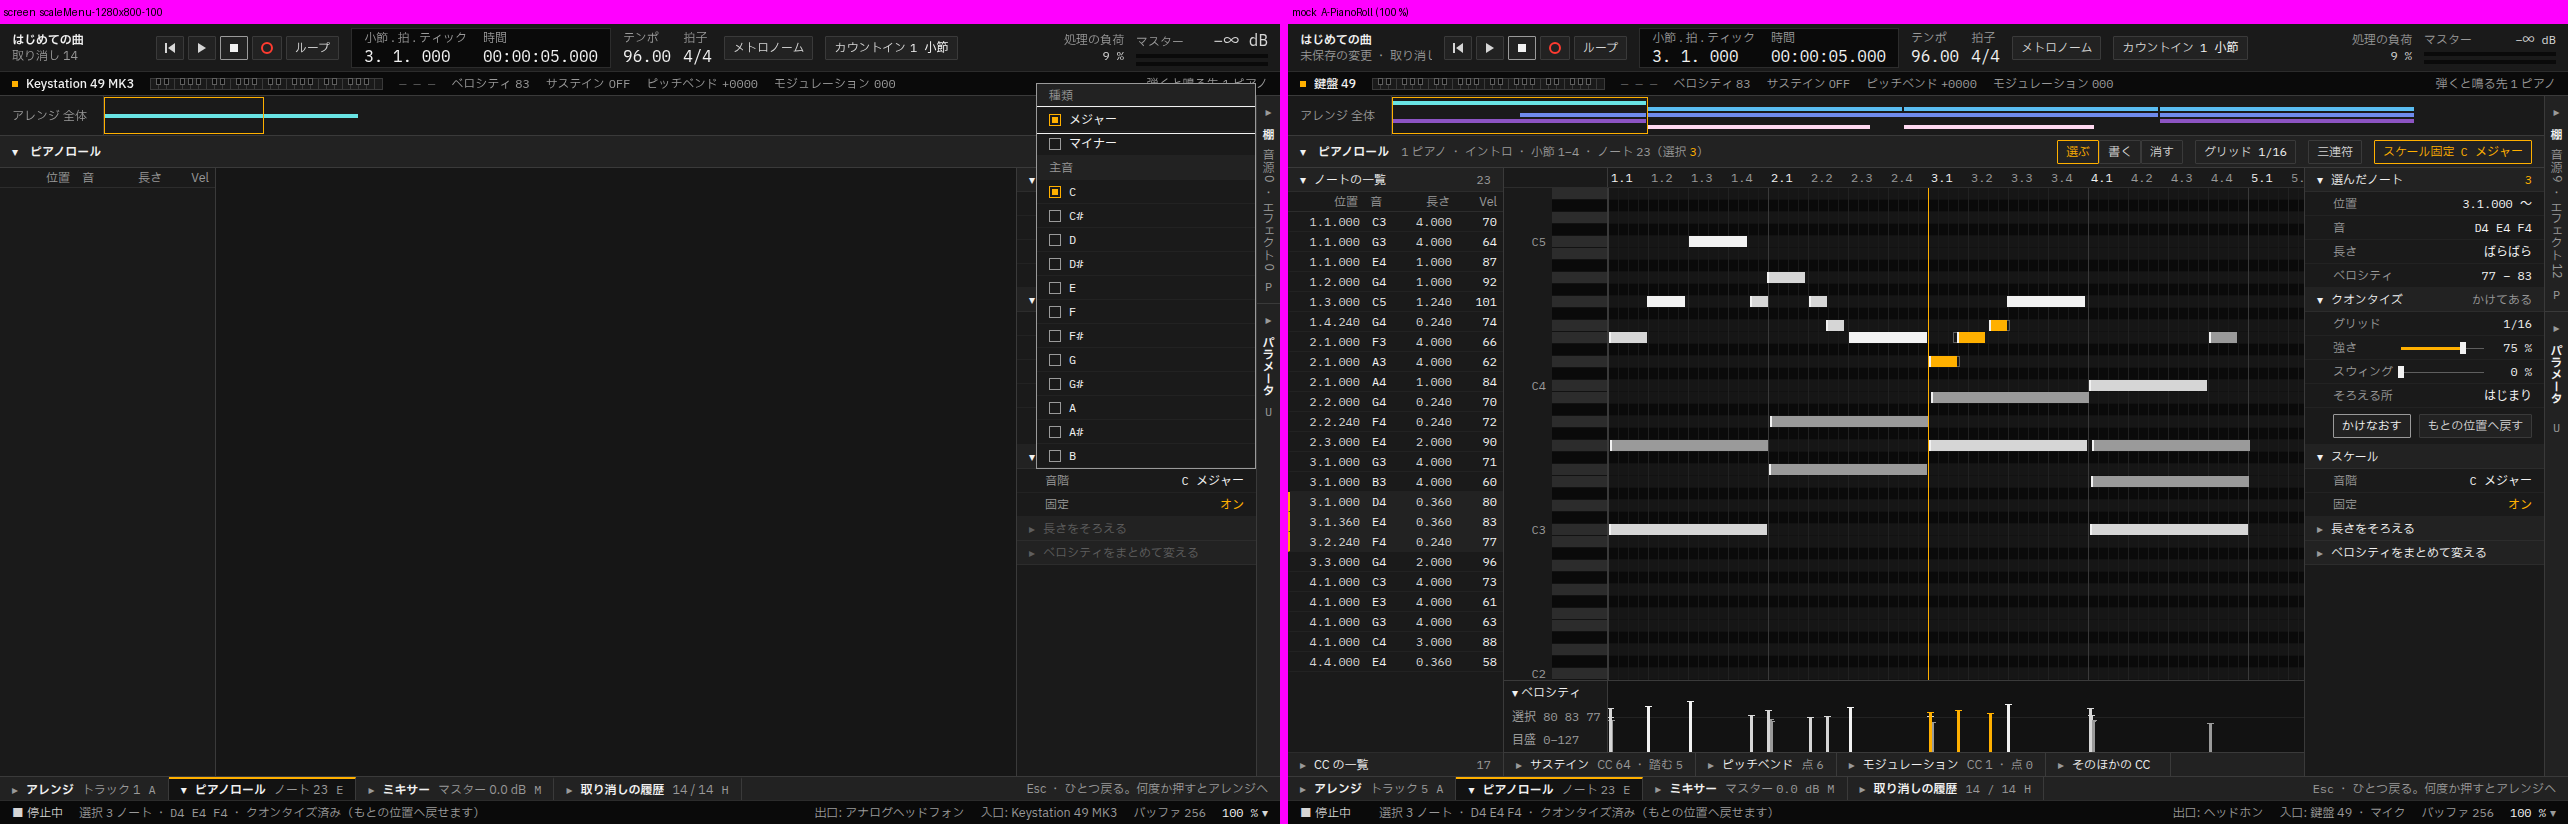 screen scaleMenu-1280x800-100
はじめての曲
取り消し 14
ループ
小節 . 拍 . ティック 時間
3. 1. 000 00:00:05.000
テンポ 拍子
96.00 4/4
メトロノーム
カウントイン 1 小節
処理の負荷 マスター −∞ dB
9 %
Keystation 49 MK3 — — — ベロシティ 83 サステイン OFF ピッチベンド +0000 モジュレーション 000
アレンジ 全体
▾ ピアノロール
位置 音 長さ Vel
種類
メジャー
マイナー
主音
C
C#
D
D#
E
F
F#
G
G#
A
A#
B
音階 C メジャー
固定 オン
▸ 長さをそろえる
▸ ベロシティをまとめて変える
▸ 棚 音源 0 · エフェクト 0 P
▸ パラメータ U
▸ アレンジ トラック 1 A ▾ ピアノロール ノート 23 E ▸ ミキサー マスター 0.0 dB M ▸ 取り消しの履歴 14 / 14 H
Esc · ひとつ戻る。何度か押すとアレンジへ
■ 停止中 選択 3 ノート · D4 E4 F4 · クオンタイズ済み（もとの位置へ戻せます）
出口: アナログヘッドフォン 入口: Keystation 49 MK3 バッファ 256 100 % ▾
mock A-PianoRoll (100 %)
はじめての曲
未保存の変更 · 取り消し
ループ
小節 . 拍 . ティック 時間
3. 1. 000 00:00:05.000
テンポ 拍子
96.00 4/4
メトロノーム
カウントイン 1 小節
処理の負荷 マスター −∞ dB
9 %
鍵盤 49 — — — ベロシティ 83 サステイン OFF ピッチベンド +0000 モジュレーション 000
弾くと鳴る先 1 ピアノ
アレンジ 全体
▾ ピアノロール 1 ピアノ · イントロ · 小節 1–4 · ノート 23（選択 3）
選ぶ 書く 消す グリッド 1/16 三連符 スケール固定 C メジャー
▾ ノートの一覧 23
位置 音 長さ Vel
1.1.000 C3 4.000 70
1.1.000 G3 4.000 64
1.1.000 E4 1.000 87
1.2.000 G4 1.000 92
1.3.000 C5 1.240 101
1.4.240 G4 0.240 74
2.1.000 F3 4.000 66
2.1.000 A3 4.000 62
2.1.000 A4 1.000 84
2.2.000 G4 0.240 70
2.2.240 F4 0.240 72
2.3.000 E4 2.000 90
3.1.000 G3 4.000 71
3.1.000 B3 4.000 60
3.1.000 D4 0.360 80
3.1.360 E4 0.360 83
3.2.240 F4 0.240 77
3.3.000 G4 2.000 96
4.1.000 C3 4.000 73
4.1.000 E3 4.000 61
4.1.000 G3 4.000 63
4.1.000 C4 3.000 88
4.4.000 E4 0.360 58
1.1 1.2 1.3 1.4 2.1 2.2 2.3 2.4 3.1 3.2 3.3 3.4 4.1 4.2 4.3 4.4 5.1 5.
C5
C4
C3
C2
▾ ベロシティ
選択 80 83 77
目盛 0–127
▾ 選んだノート 3
位置 3.1.000 〜
音 D4 E4 F4
長さ ばらばら
ベロシティ 77 – 83
▾ クオンタイズ かけてある
グリッド 1/16
強さ 75 %
スウィング 0 %
そろえる所 はじまり
かけなおす もとの位置へ戻す
▾ スケール
音階 C メジャー
固定 オン
▸ 長さをそろえる
▸ ベロシティをまとめて変える
▸ 棚 音源 9 · エフェクト 12 P
▸ パラメータ U
▸ CC の一覧 17 ▸ サステイン CC 64 · 踏む 5 ▸ ピッチベンド 点 6 ▸ モジュレーション CC 1 · 点 0 ▸ そのほかの CC
▸ アレンジ トラック 5 A ▾ ピアノロール ノート 23 E ▸ ミキサー マスター 0.0 dB M ▸ 取り消しの履歴 14 / 14 H
Esc · ひとつ戻る。何度か押すとアレンジへ
■ 停止中 選択 3 ノート · D4 E4 F4 · クオンタイズ済み（もとの位置へ戻せます）
出口: ヘッドホン 入口: 鍵盤 49 · マイク バッファ 256 100 % ▾